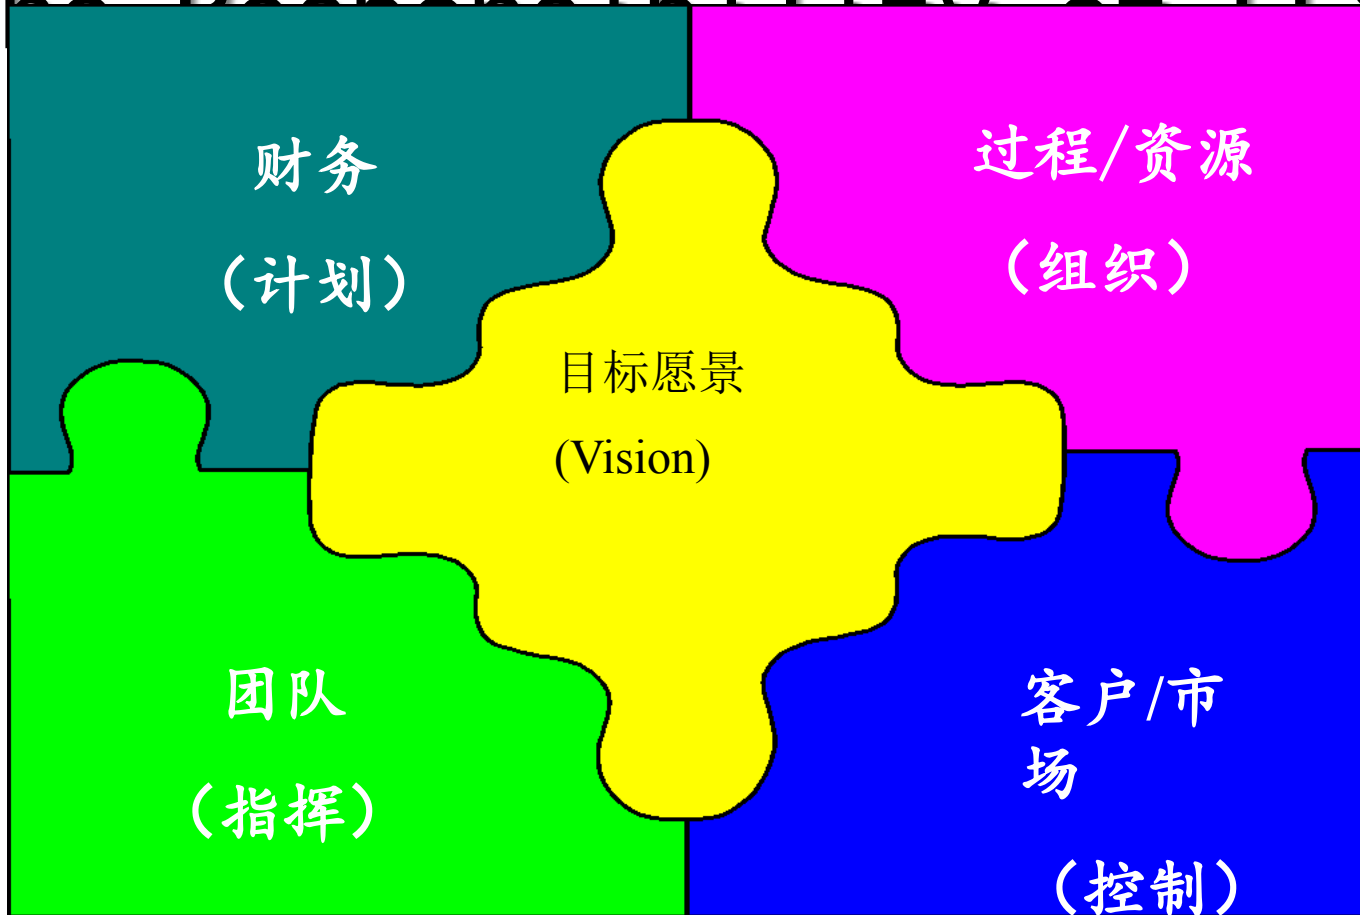 财务
（计划）
过程/资源
（组织）
目标愿景
(Vision)
团队
（指挥）
客户/市
场
（控制）